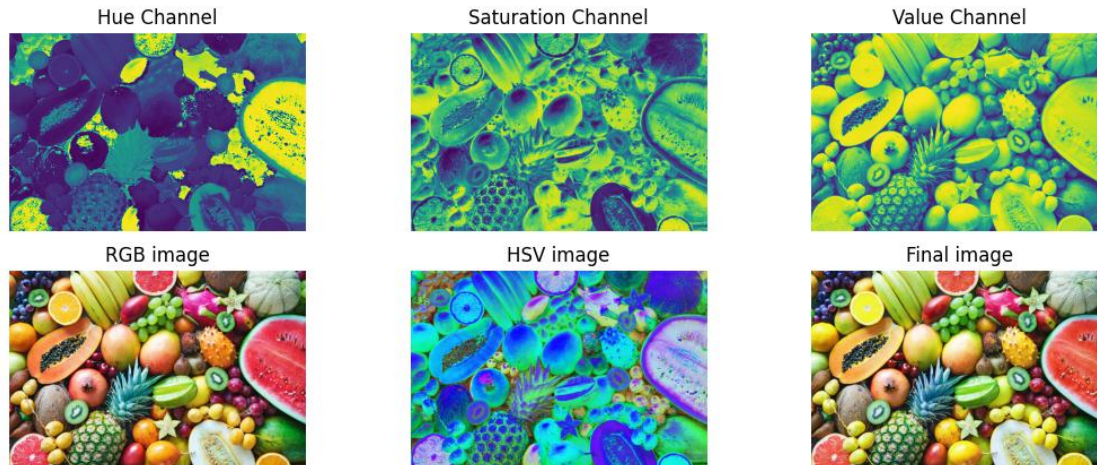 Hue Channel
Saturation Channel
Value Channel
RGB image
HSV image
Final image